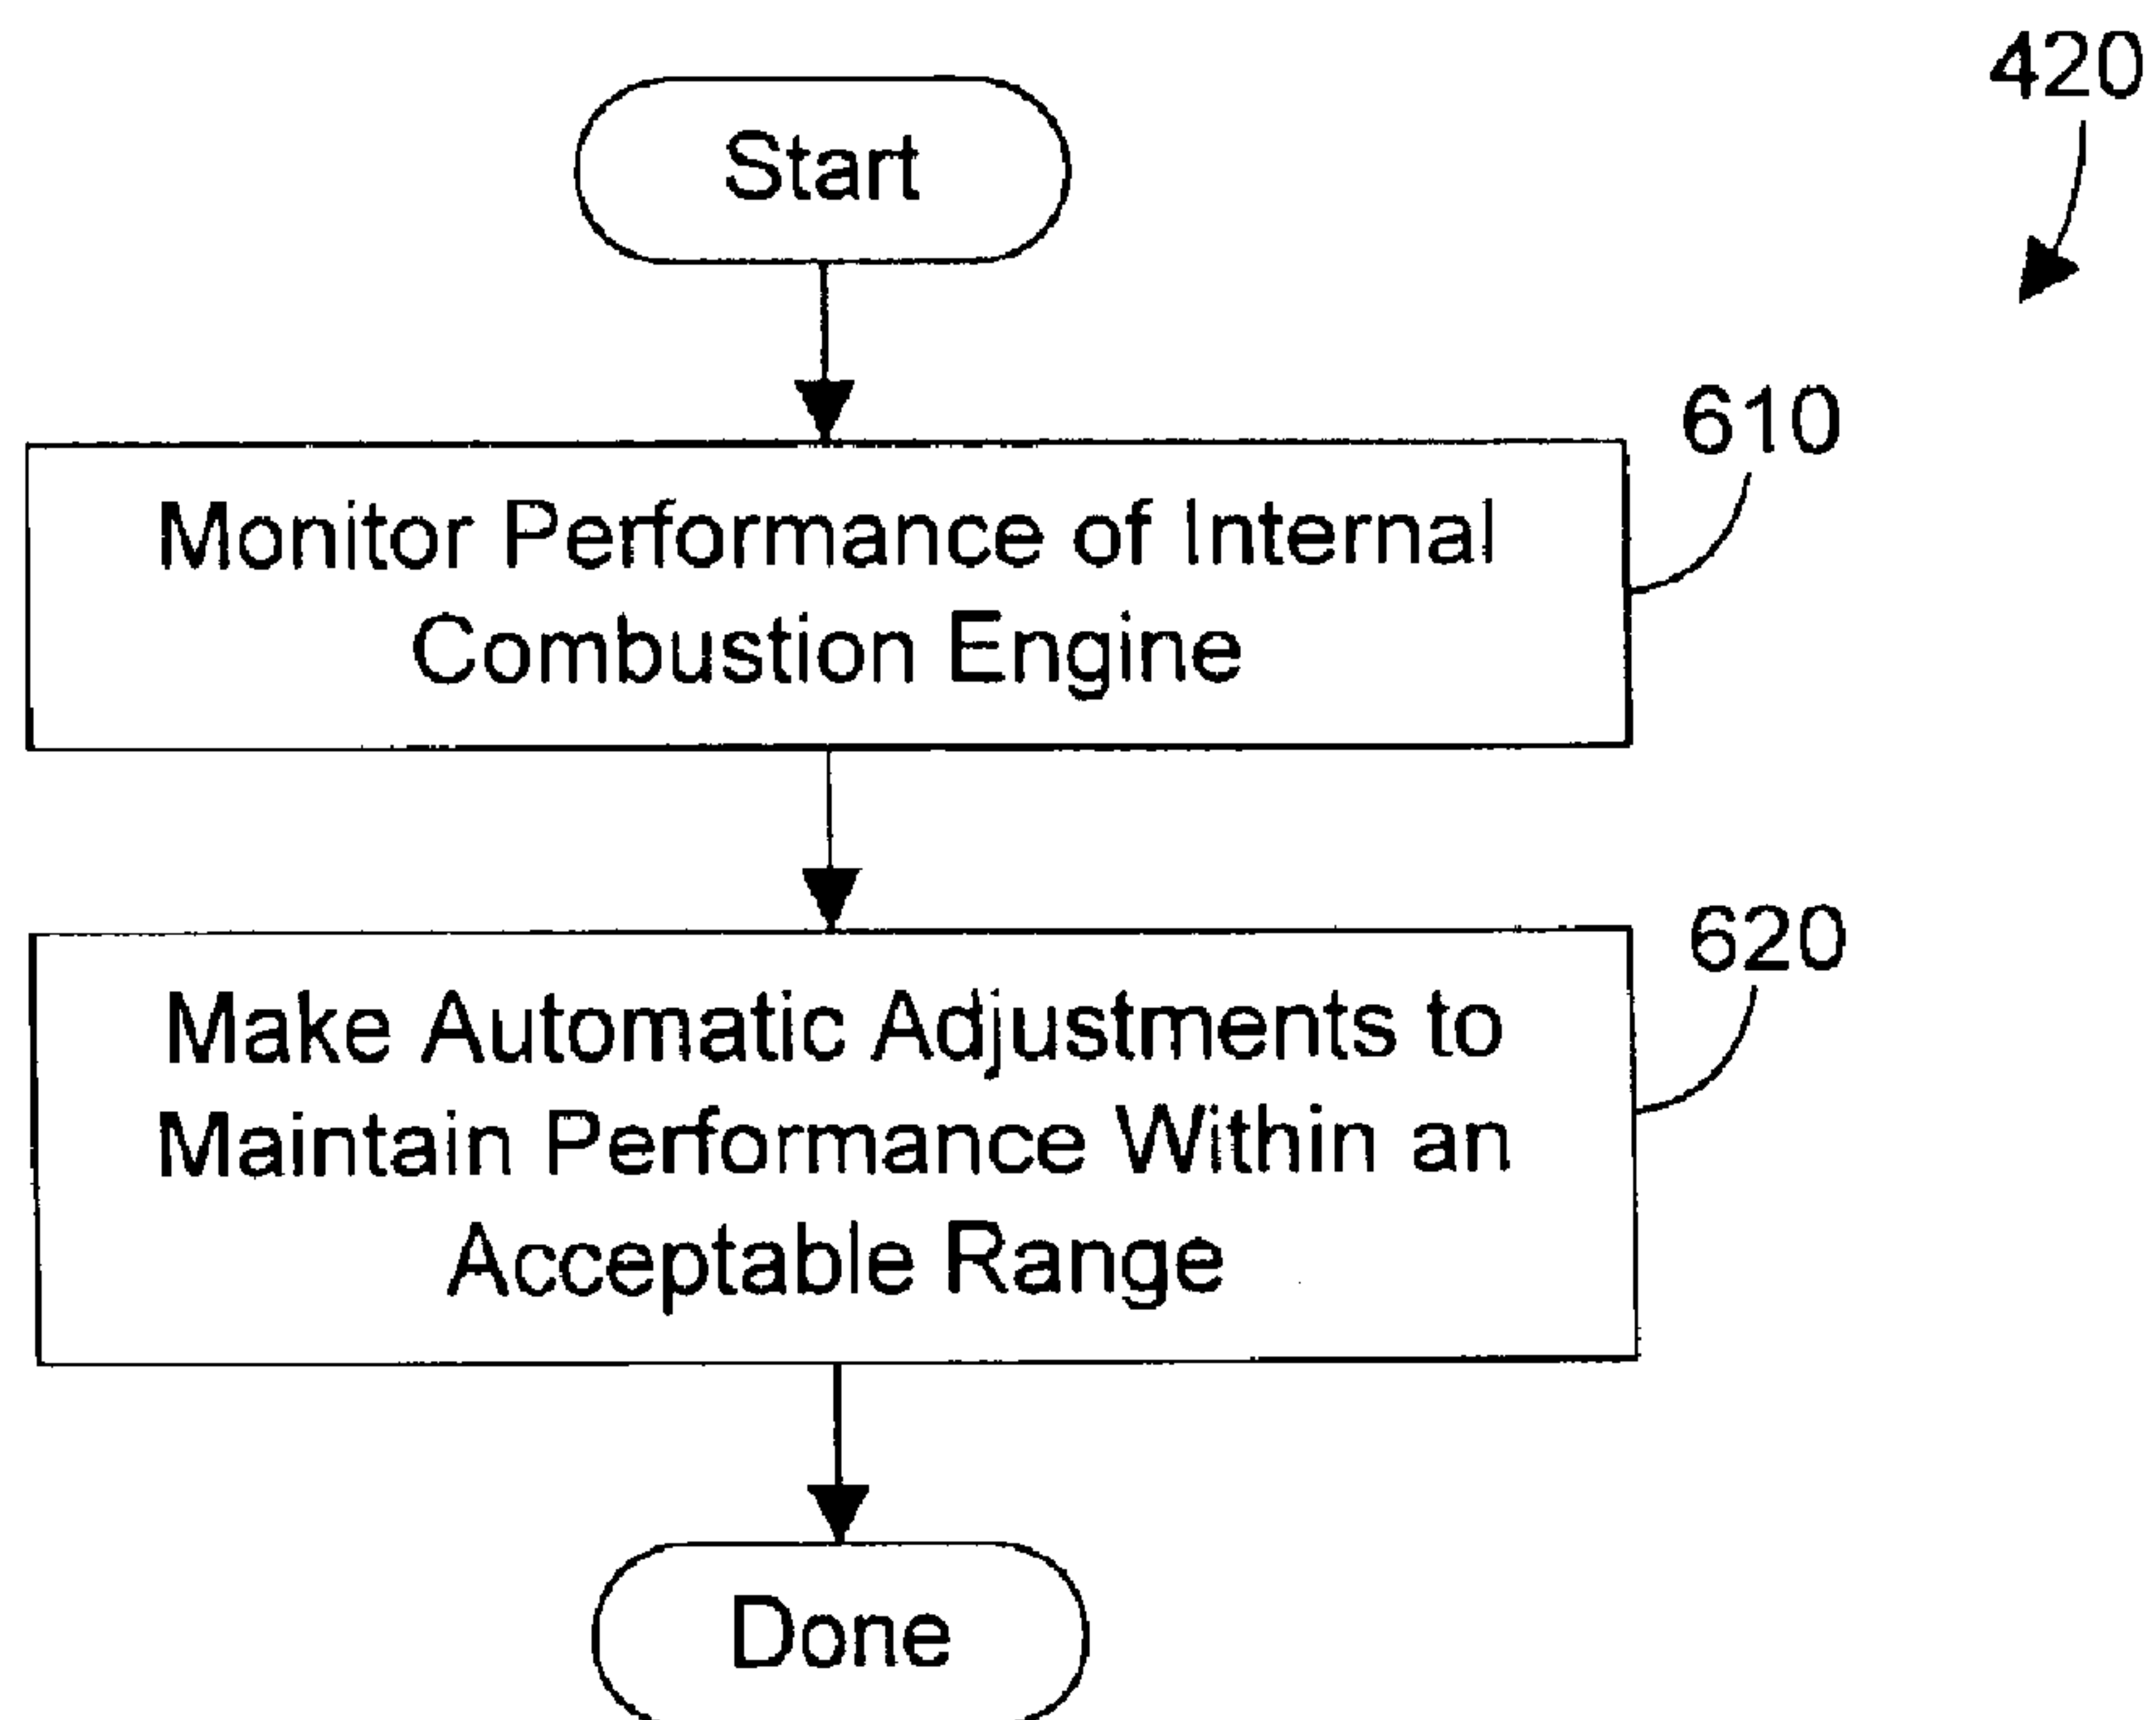 420
Start
610
Monitor Performance of Internal
Combustion Engine
620
Make Automatic Adjustments to
Maintain Performance Within an
Acceptable Range
Done